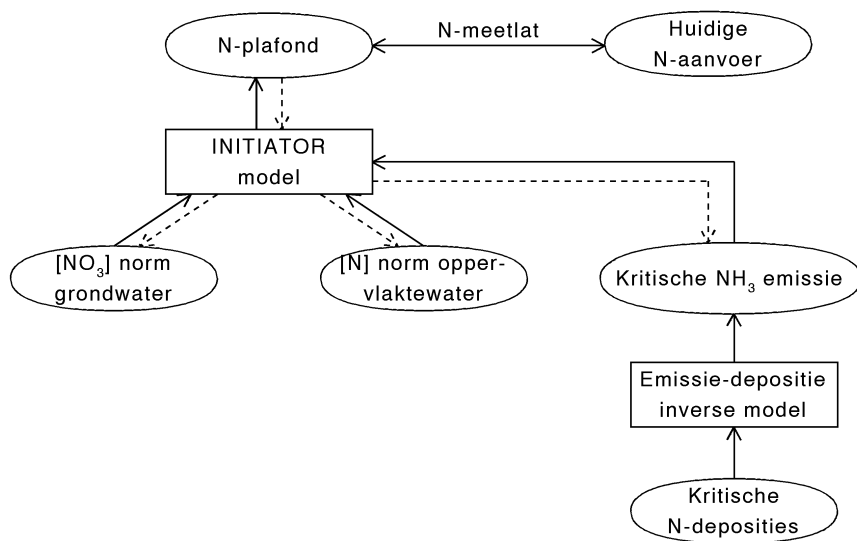 N-plafond
N-meetlat
Huidige
N-aanvoer
INITIATOR
model
[NO₃] norm
grondwater
[N] norm opper-
vlaktewater
Kritische NH₃ emissie
Emissie-depositie
inverse model
Kritische
N-deposities